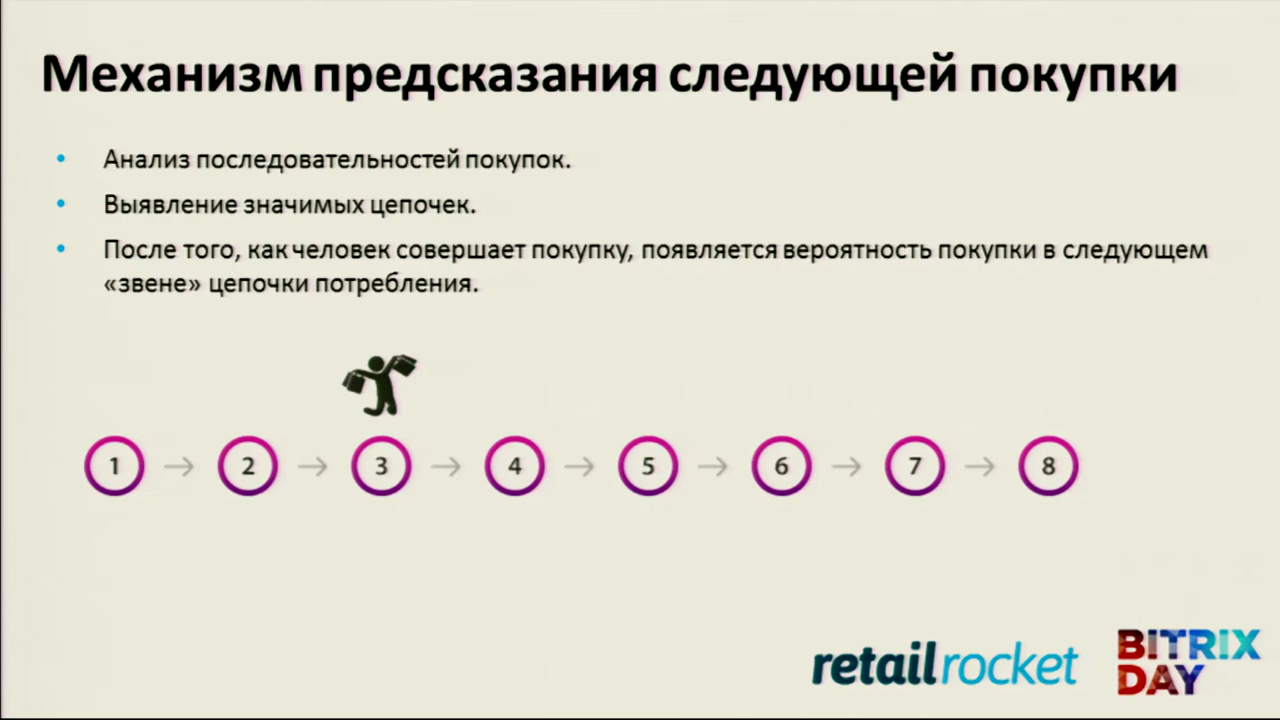 Механизм предсказания следующей покупки
• Анализ последовательностей покупок.
• Выявление значимых цепочек.
• После того, как человек совершает покупку, появляется вероятность покупки в следующем
«звене» цепочки потребления.
1 → 2 → 3 → 4 → 5 → 6 → 7 → 8
retailrocket
BITRIX
DAY